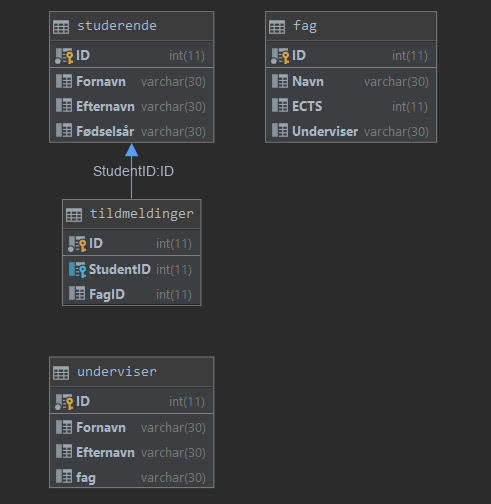 studerende
ID int(11)
Fornavn varchar(30)
Efternavn varchar(30)
Fødselsår varchar(30)
fag
ID int(11)
Navn varchar(30)
ECTS int(11)
Underviser varchar(30)
StudentID:ID
tildmeldinger
ID int(11)
StudentID int(11)
FagID int(11)
underviser
ID int(11)
Fornavn varchar(30)
Efternavn varchar(30)
fag varchar(30)